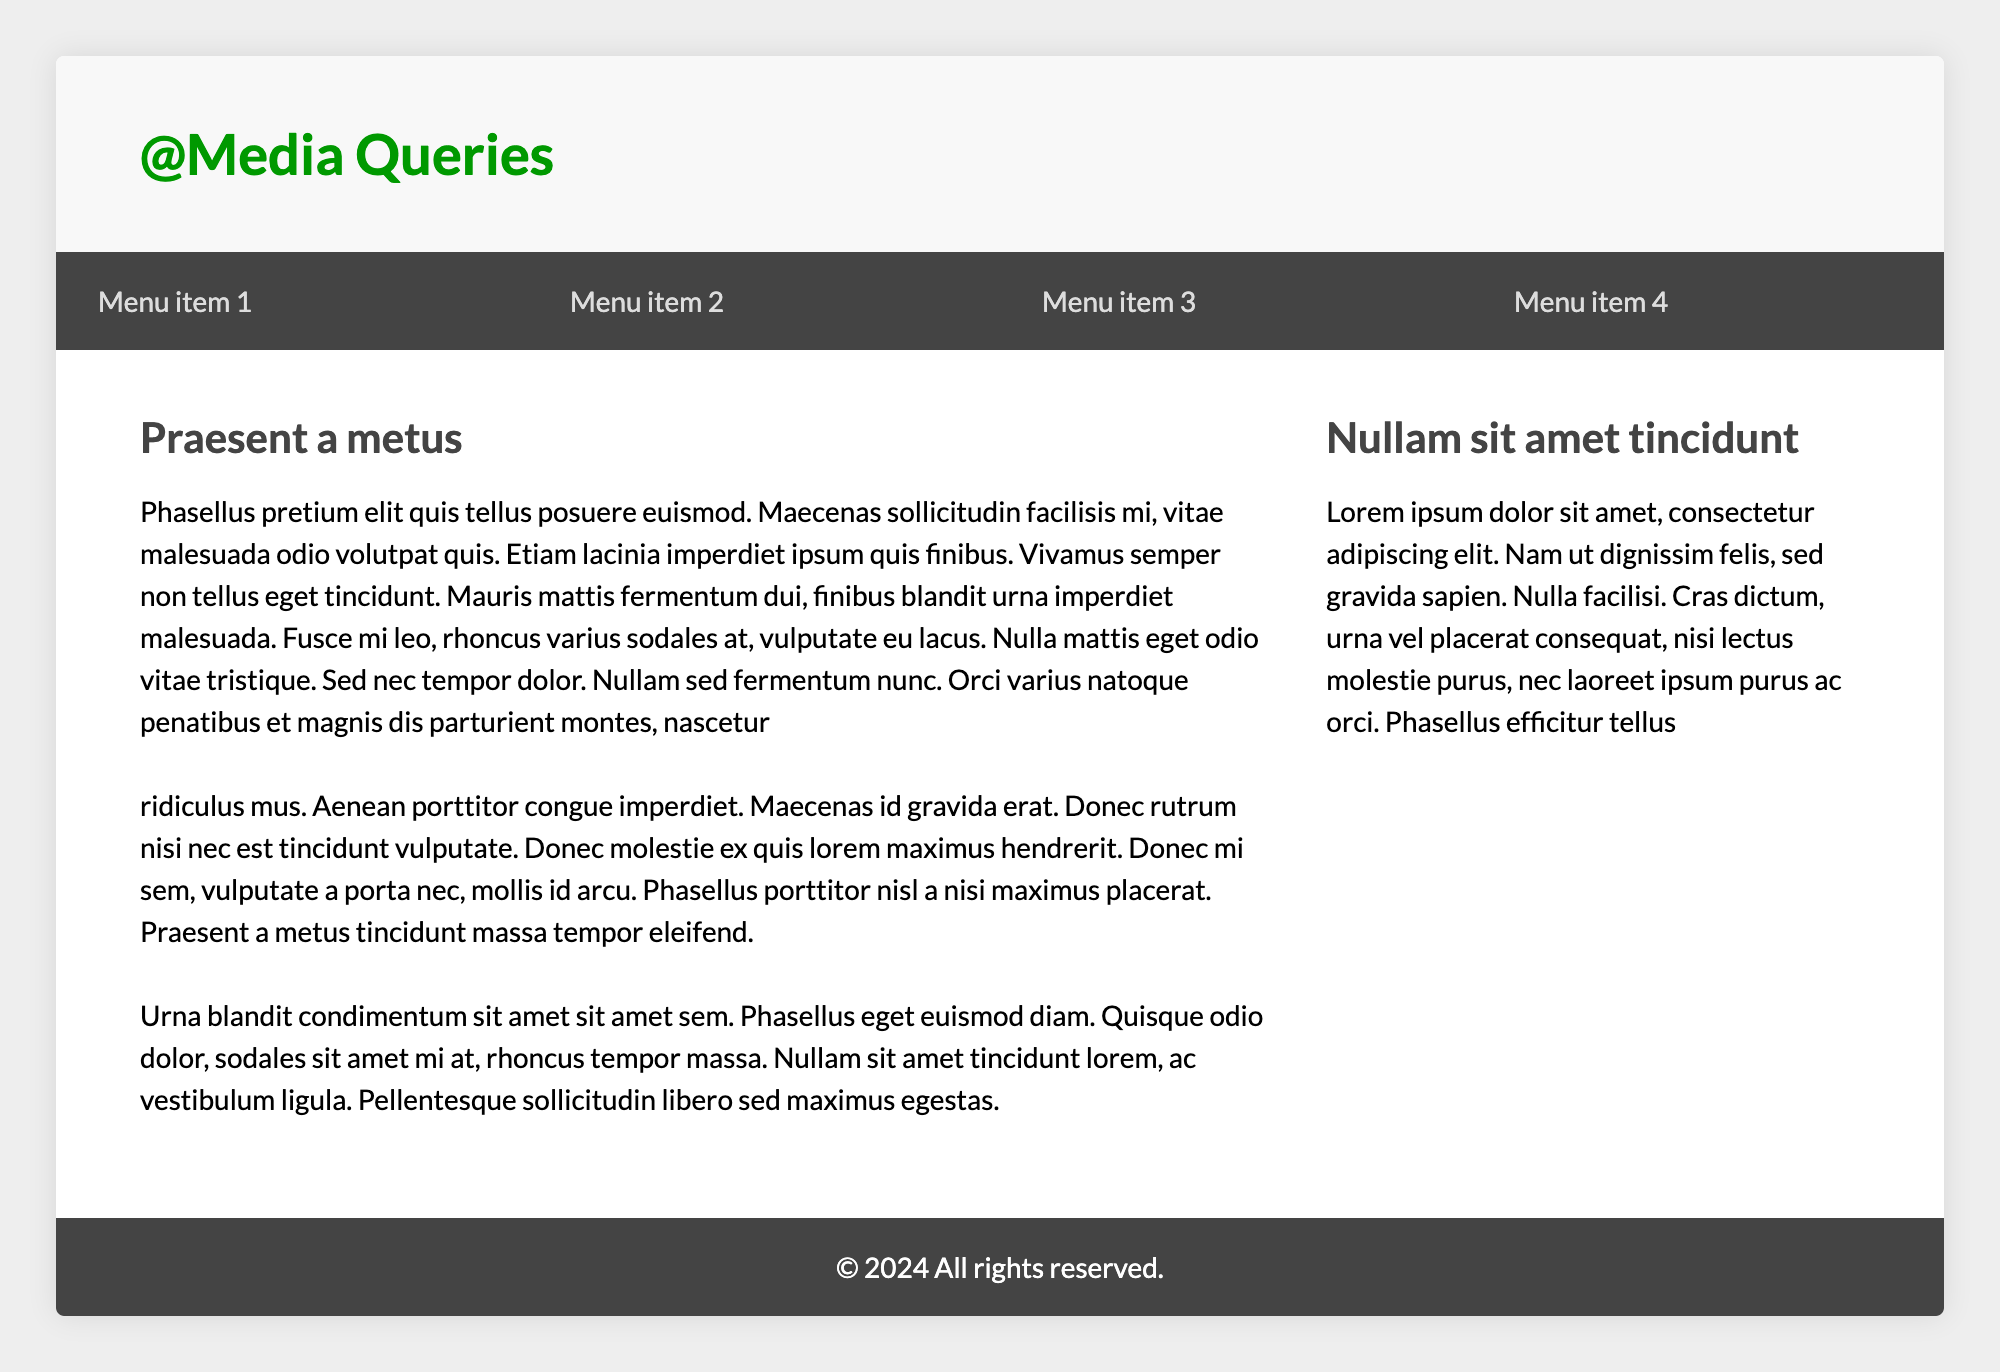 @Media Queries
Menu item 1
Menu item 2
Menu item 3
Menu item 4
Praesent a metus
Phasellus pretium elit quis tellus posuere euismod. Maecenas sollicitudin facilisis mi, vitae
malesuada odio volutpat quis. Etiam lacinia imperdiet ipsum quis finibus. Vivamus semper
non tellus eget tincidunt. Mauris mattis fermentum dui, finibus blandit urna imperdiet
malesuada. Fusce mi leo, rhoncus varius sodales at, vulputate eu lacus. Nulla mattis eget odio
vitae tristique. Sed nec tempor dolor. Nullam sed fermentum nunc. Orci varius natoque
penatibus et magnis dis parturient montes, nascetur
ridiculus mus. Aenean porttitor congue imperdiet. Maecenas id gravida erat. Donec rutrum
nisi nec est tincidunt vulputate. Donec molestie ex quis lorem maximus hendrerit. Donec mi
sem, vulputate a porta nec, mollis id arcu. Phasellus porttitor nisl a nisi maximus placerat.
Praesent a metus tincidunt massa tempor eleifend.
Urna blandit condimentum sit amet sit amet sem. Phasellus eget euismod diam. Quisque odio
dolor, sodales sit amet mi at, rhoncus tempor massa. Nullam sit amet tincidunt lorem, ac
vestibulum ligula. Pellentesque sollicitudin libero sed maximus egestas.
Nullam sit amet tincidunt
Lorem ipsum dolor sit amet, consectetur
adipiscing elit. Nam ut dignissim felis, sed
gravida sapien. Nulla facilisi. Cras dictum,
urna vel placerat consequat, nisi lectus
molestie purus, nec laoreet ipsum purus ac
orci. Phasellus efficitur tellus
© 2024 All rights reserved.